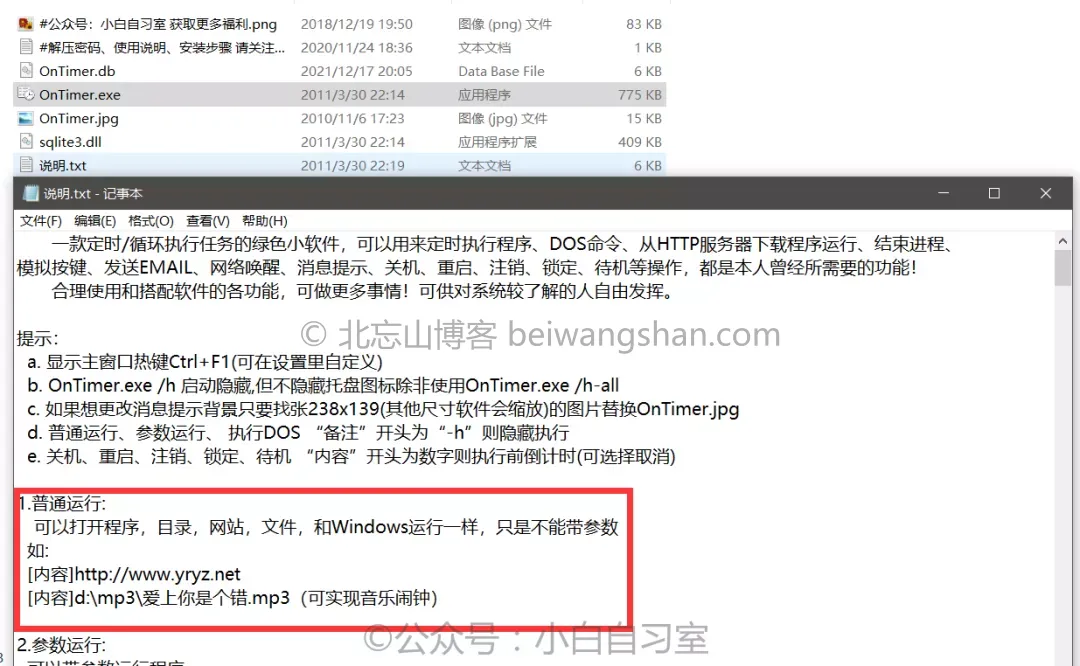 #公众号：小白自习室 获取更多福利.png 2018/12/19 19:50 图像 (png) 文件 83 KB
#解压密码、使用说明、安装步骤 请关注... 2020/11/24 18:36 文本文档 1 KB
OnTimer.db 2021/12/17 20:05 Data Base File 6 KB
OnTimer.exe 2011/3/30 22:14 应用程序 775 KB
OnTimer.jpg 2010/11/6 17:23 图像 (jpg) 文件 15 KB
sqlite3.dll 2011/3/30 22:14 应用程序扩展 409 KB
说明.txt 2011/3/30 22:19 文本文档 6 KB
说明.txt - 记事本
文件(F) 编辑(E) 格式(O) 查看(V) 帮助(H)
一款定时/循环执行任务的绿色小软件，可以用来定时执行程序、DOS命令、从HTTP服务器下载程序运行、结束进程、
模拟按键、发送EMAIL、网络唤醒、消息提示、关机、重启、注销、锁定、待机等操作，都是本人曾经所需要的功能！
合理使用和搭配软件的各功能，可做更多事情！可供对系统较了解的人自由发挥。
© 北忘山博客 beiwangshan.com
提示：
a. 显示主窗口热键Ctrl+F1(可在设置里自定义)
b. OnTimer.exe /h 启动隐藏,但不隐藏托盘图标除非使用OnTimer.exe /h-all
c. 如果想更改消息提示背景只要找张238x139(其他尺寸软件会缩放)的图片替换OnTimer.jpg
d. 普通运行、参数运行、 执行DOS “备注”开头为“-h”则隐藏执行
e. 关机、重启、注销、锁定、待机 “内容”开头为数字则执行前倒计时(可选择取消)
1.普通运行:
可以打开程序，目录，网站，文件，和Windows运行一样，只是不能带参数
如:
[内容]http://www.yryz.net
[内容]d:\mp3\爱上你是个错.mp3（可实现音乐闹钟）
©公众号：小白自习室
2.参数运行:
可以带参数运行程序